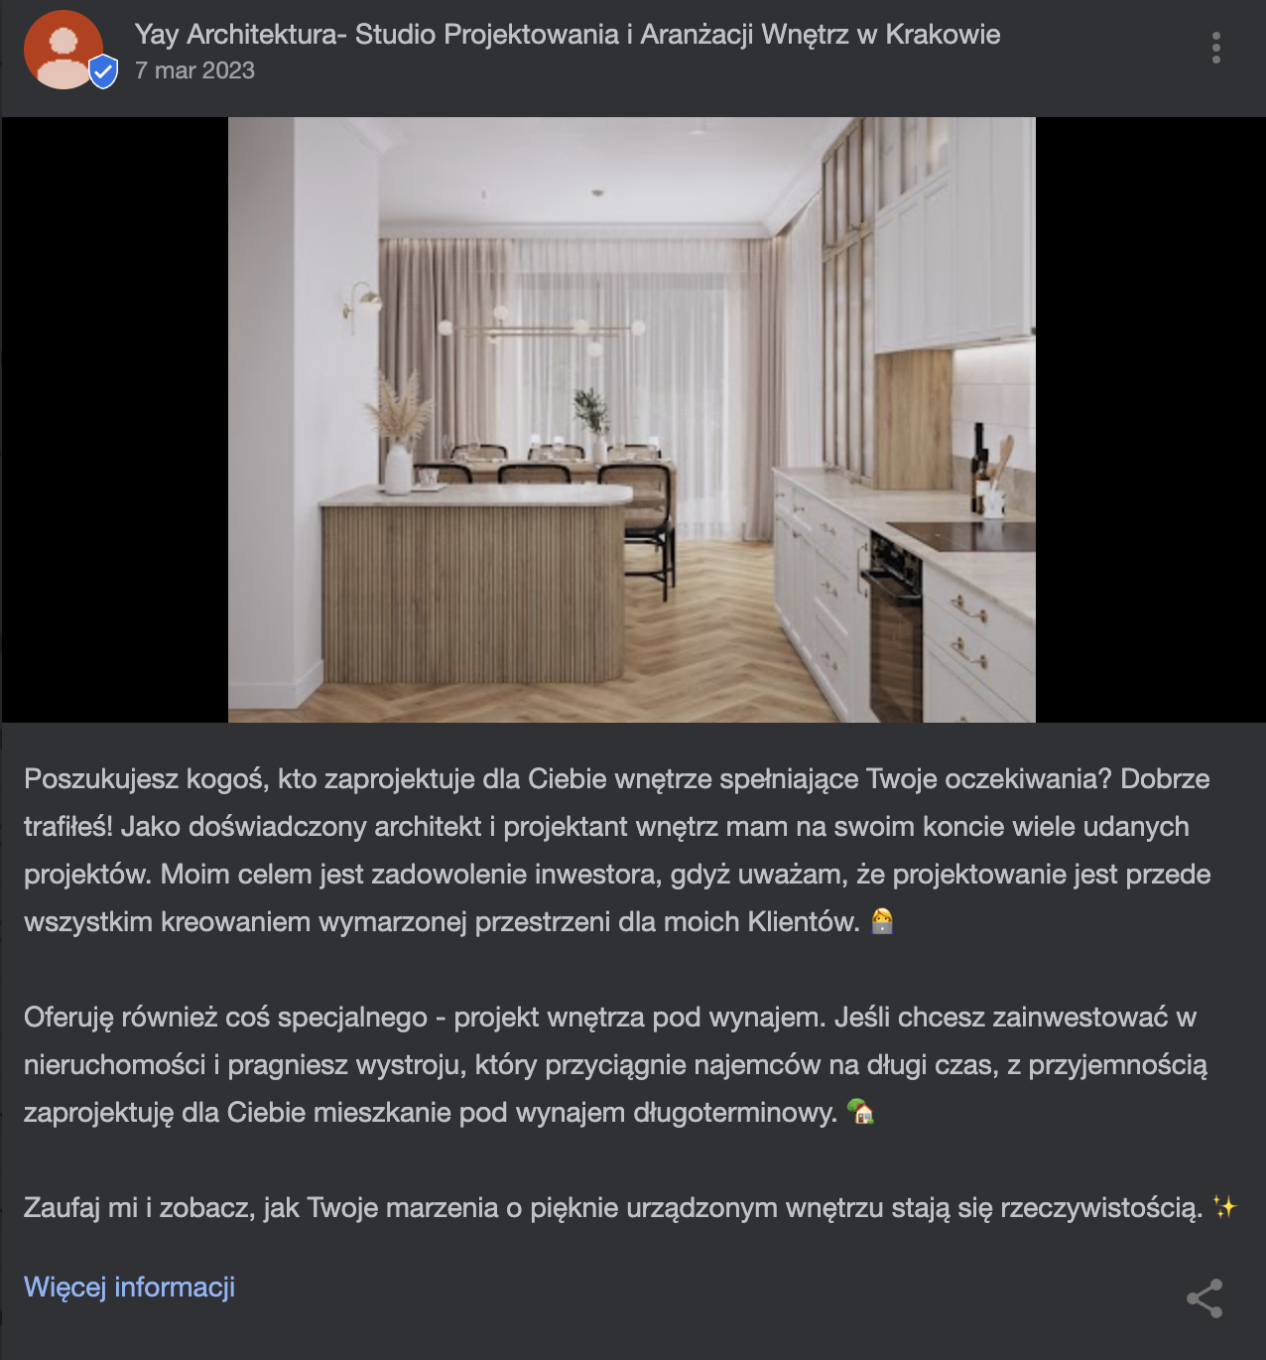 Yay Architektura- Studio Projektowania i Aranżacji Wnętrz w Krakowie
7 mar 2023
Poszukujesz kogoś, kto zaprojektuje dla Ciebie wnętrze spełniające Twoje oczekiwania? Dobrze
trafiłeś! Jako doświadczony architekt i projektant wnętrz mam na swoim koncie wiele udanych
projektów. Moim celem jest zadowolenie inwestora, gdyż uważam, że projektowanie jest przede
wszystkim kreowaniem wymarzonej przestrzeni dla moich Klientów. 👩‍💻
Oferuję również coś specjalnego - projekt wnętrza pod wynajem. Jeśli chcesz zainwestować w
nieruchomości i pragniesz wystroju, który przyciągnie najemców na długi czas, z przyjemnością
zaprojektuję dla Ciebie mieszkanie pod wynajem długoterminowy. 🏡
Zaufaj mi i zobacz, jak Twoje marzenia o pięknie urządzonym wnętrzu stają się rzeczywistością. ✨
Więcej informacji